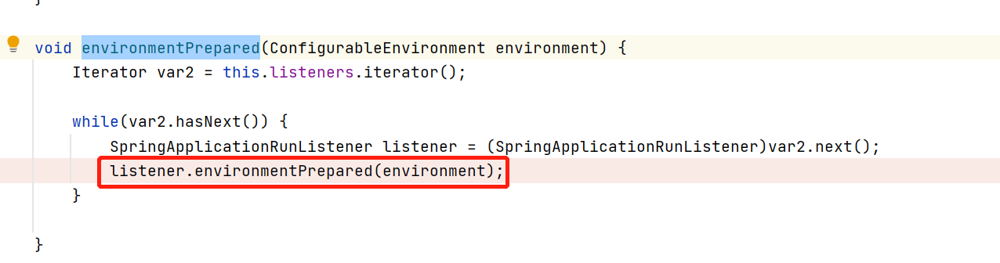 }
void environmentPrepared(ConfigurableEnvironment environment) {
Iterator var2 = this.listeners.iterator();
while(var2.hasNext()) {
SpringApplicationRunListener listener = (SpringApplicationRunListener)var2.next();
listener.environmentPrepared(environment);
}
}